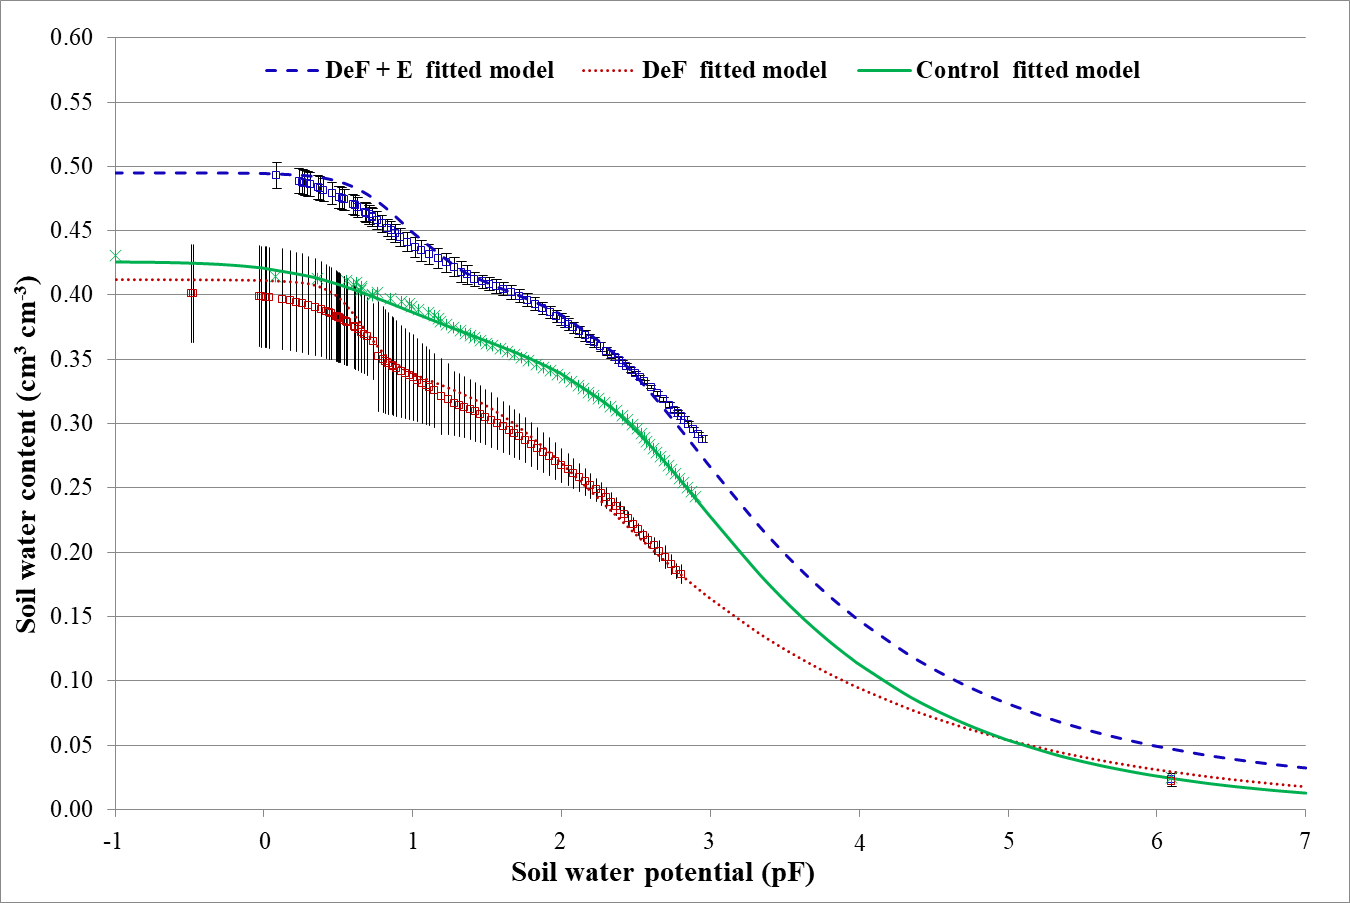 0.60
DeF + E  fitted model
DeF  fitted model
Control  fitted model
0.55
0.50
0.45
0.40
0.35
0.30
0.25
0.20
0.15
0.10
0.05
0.00
Soil water content (cm³ cm⁻³)
-1 0 1 2 3 4 5 6 7
Soil water potential (pF)